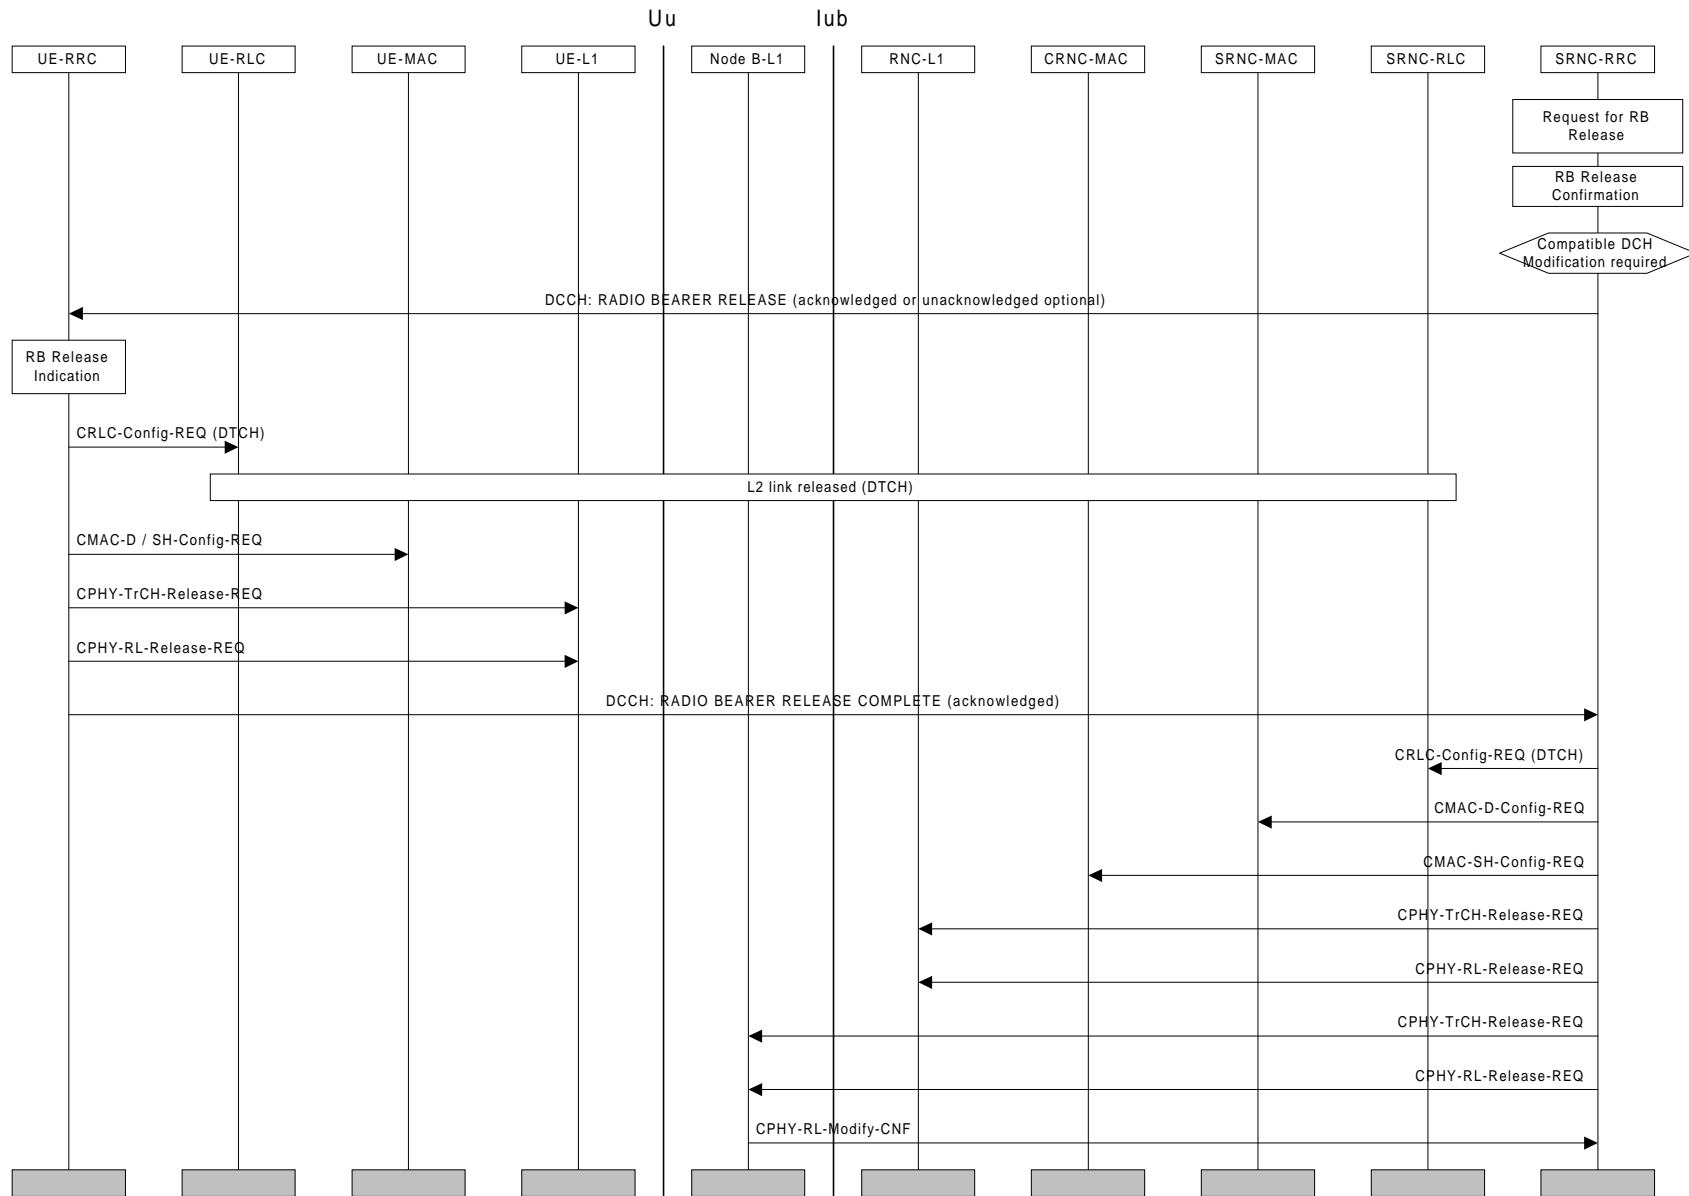 Uu
Iub
UE-RRC
UE-RLC
UE-MAC
UE-L1
Node B-L1
RNC-L1
CRNC-MAC
SRNC-MAC
SRNC-RLC
SRNC-RRC
Request for RB
Release
RB Release
Confirmation
Compatible DCH
Modification required
DCCH: RADIO BEARER RELEASE (acknowledged or unacknowledged optional)
RB Release
Indication
CRLC-Config-REQ (DTCH)
L2 link released (DTCH)
CMAC-D / SH-Config-REQ
CPHY-TrCH-Release-REQ
CPHY-RL-Release-REQ
DCCH: RADIO BEARER RELEASE COMPLETE (acknowledged)
CRLC-Config-REQ (DTCH)
CMAC-D-Config-REQ
CMAC-SH-Config-REQ
CPHY-TrCH-Release-REQ
CPHY-RL-Release-REQ
CPHY-TrCH-Release-REQ
CPHY-RL-Release-REQ
CPHY-RL-Modify-CNF